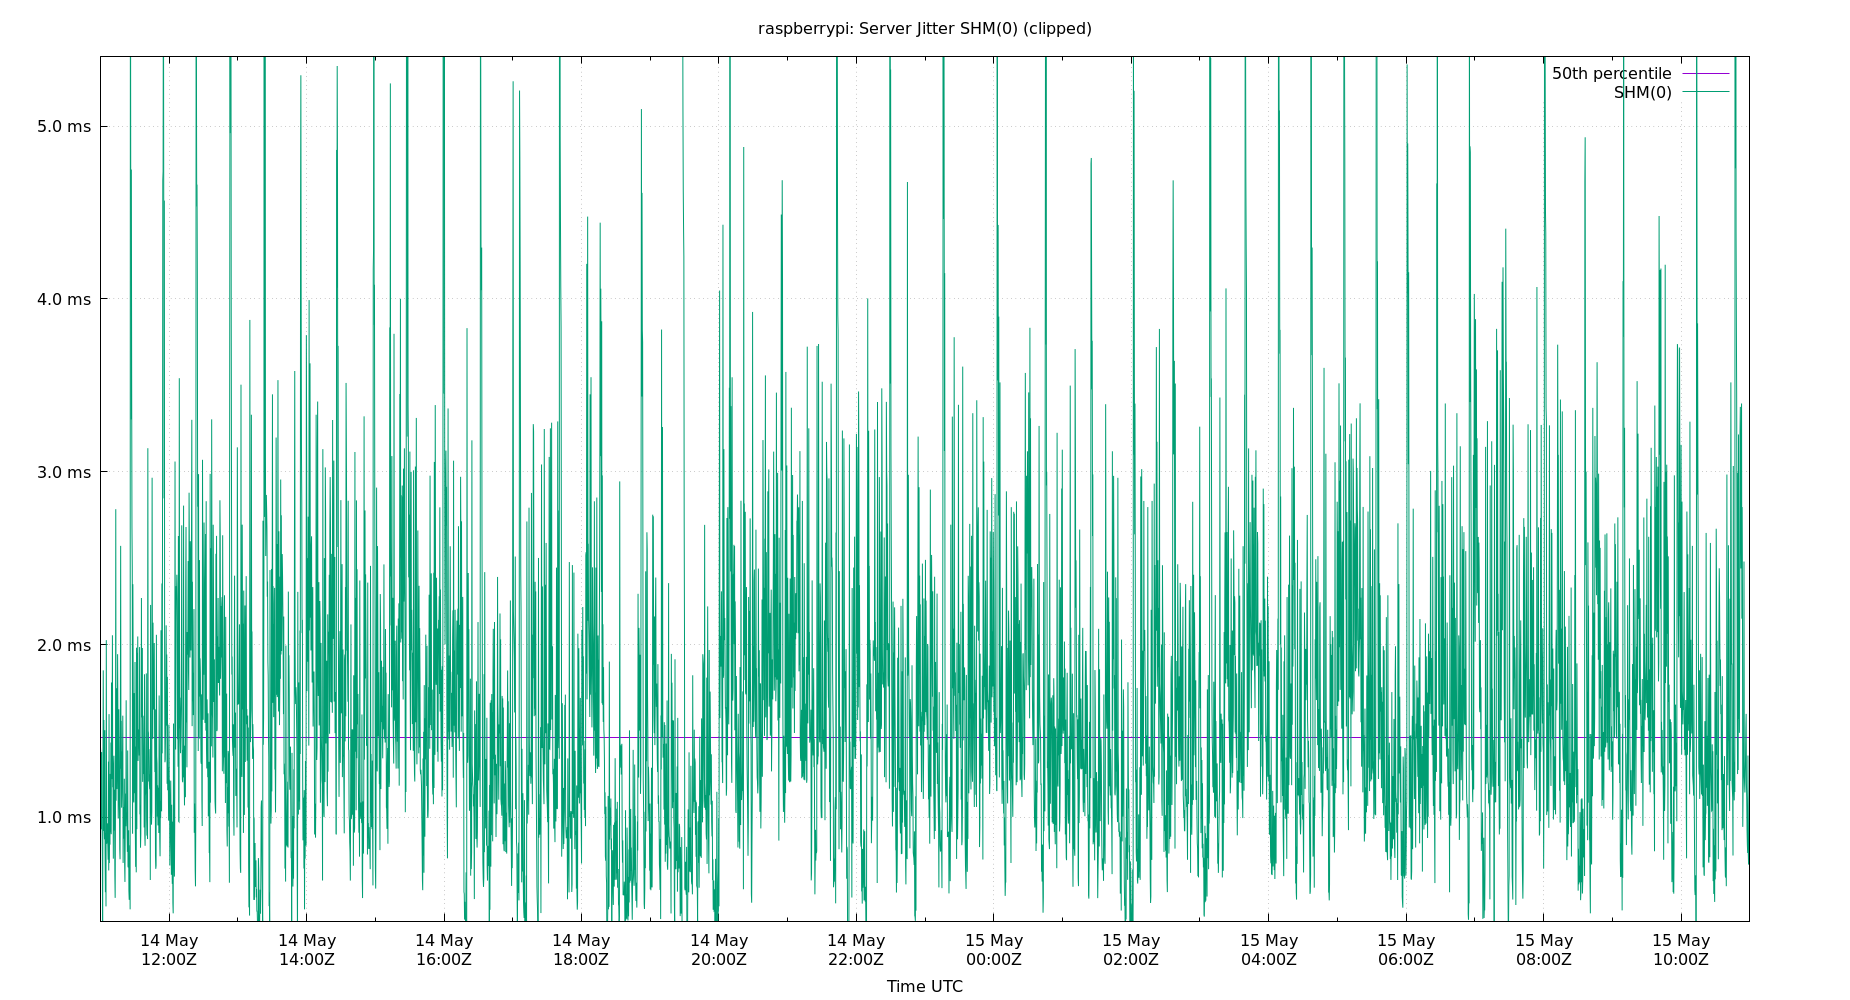 raspberrypi: Server Jitter SHM(0) (clipped)
50th percentile
SHM(0)
5.0 ms
4.0 ms
3.0 ms
2.0 ms
1.0 ms
14 May 14 May 14 May 14 May 14 May 14 May 15 May 15 May 15 May 15 May 15 May 15 May
12:00Z 14:00Z 16:00Z 18:00Z 20:00Z 22:00Z 00:00Z 02:00Z 04:00Z 06:00Z 08:00Z 10:00Z
Time UTC